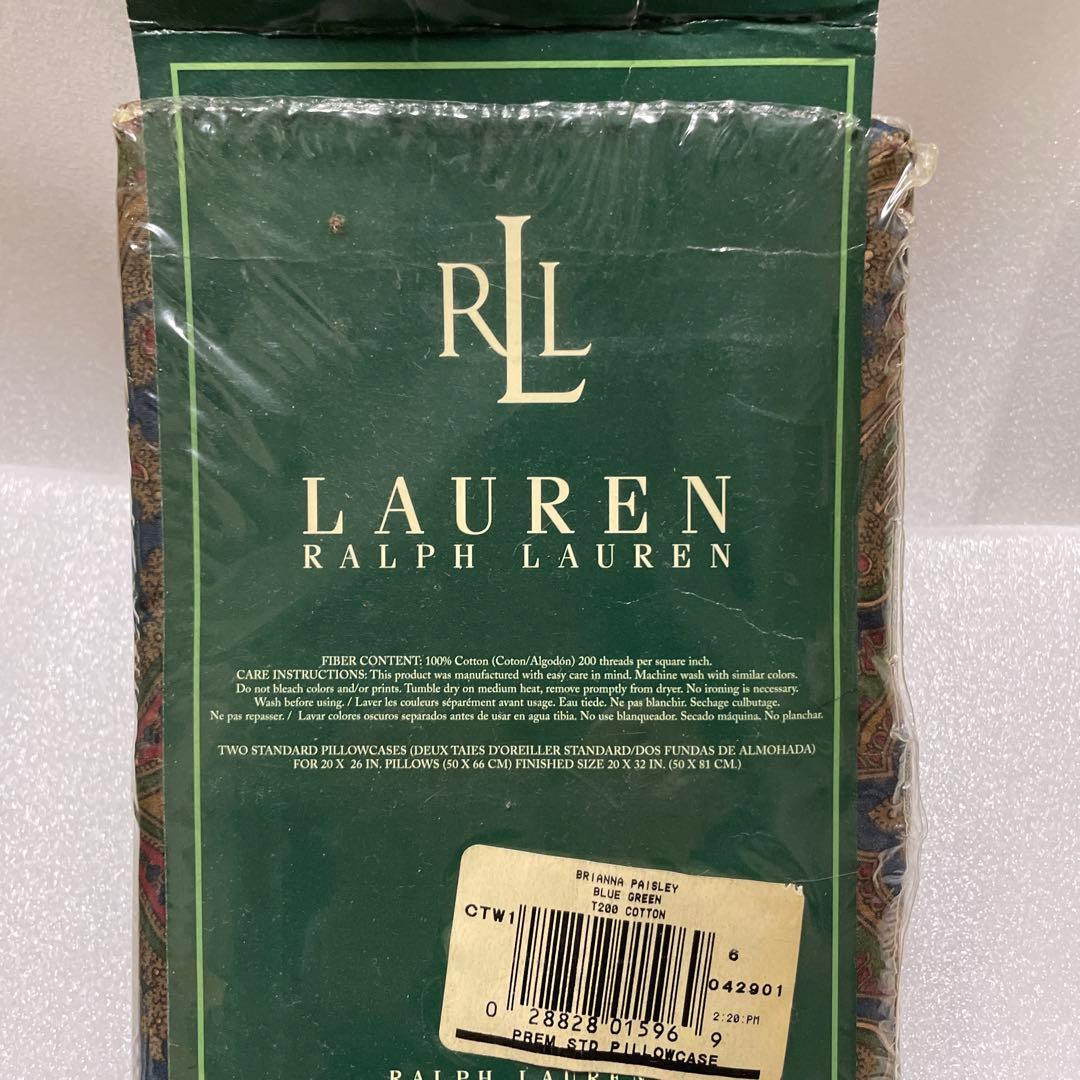 RLL
LAUREN
RALPH LAUREN
FIBER CONTENT: 100% Cotton (Coton/Algodón) 200 threads per square inch.
CARE INSTRUCTIONS: This product was manufactured with easy care in mind. Machine wash with similar colors.
Do not bleach colors and/or prints. Tumble dry on medium heat, remove promptly from dryer. No ironing is necessary.
Wash before using. / Laver les couleurs séparément avant usage. Eau tiede. Ne pas blanchir. Sechage culbutage.
Ne pas repasser. / Lavar colores oscuros separados antes de usar en agua tibia. No use blanqueador. Secado máquina. No planchar.
TWO STANDARD PILLOWCASES (DEUX TAIES D'OREILLER STANDARD/DOS FUNDAS DE ALMOHADA)
FOR 20 X 26 IN. PILLOWS (50 X 66 CM) FINISHED SIZE 20 X 32 IN. (50 X 81 CM.)
BRIANNA PAISLEY
BLUE GREEN
T200 COTTON
CTW1
6
042901
2:20:PM
0 28828 01596 9
PREM STD PILLOWCASE
RALPH LAUREN